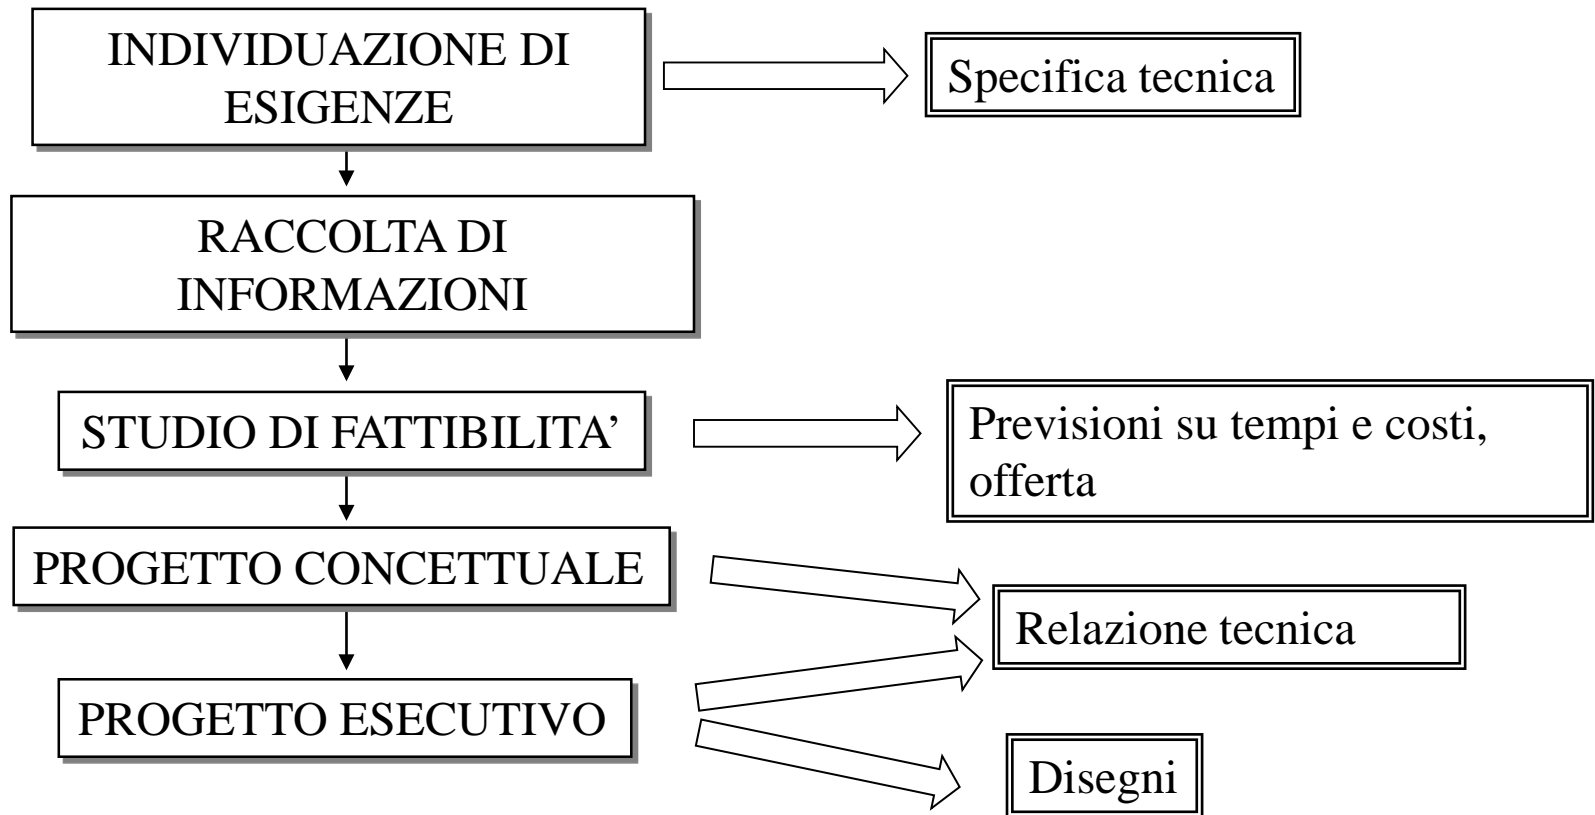 INDIVIDUAZIONE DI
ESIGENZE
Specifica tecnica
RACCOLTA DI
INFORMAZIONI
STUDIO DI FATTIBILITA’
Previsioni su tempi e costi,
offerta
PROGETTO CONCETTUALE
Relazione tecnica
PROGETTO ESECUTIVO
Disegni